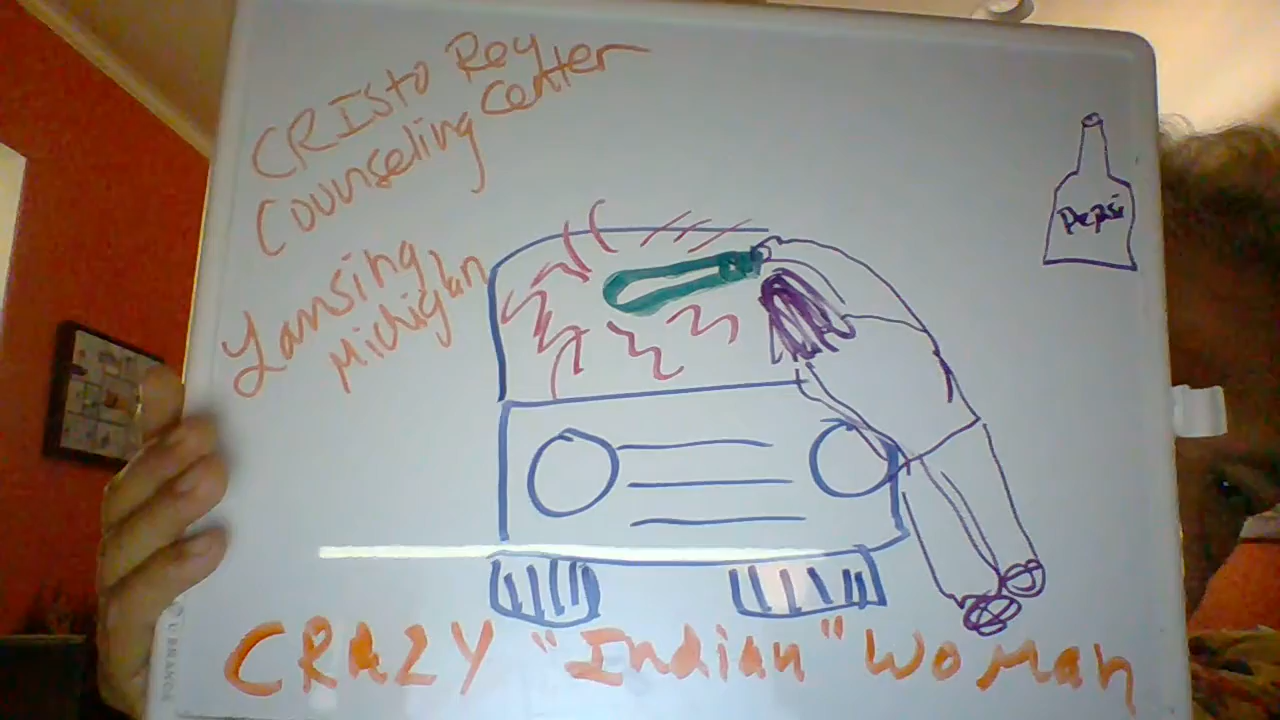 CRISto Rey
Counseling Center
Lansing
Michigan
Pepsi
CRAZY "Indian" WoMan